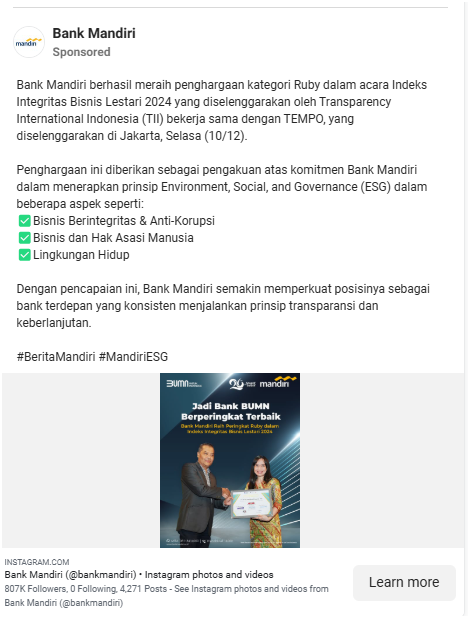 Bank Mandiri
Sponsored
mandiri
Bank Mandiri berhasil meraih penghargaan kategori Ruby dalam acara Indeks
Integritas Bisnis Lestari 2024 yang diselenggarakan oleh Transparency
International Indonesia (TII) bekerja sama dengan TEMPO, yang
diselenggarakan di Jakarta, Selasa (10/12).
Penghargaan ini diberikan sebagai pengakuan atas komitmen Bank Mandiri
dalam menerapkan prinsip Environment, Social, and Governance (ESG) dalam
beberapa aspek seperti:
✅Bisnis Berintegritas & Anti-Korupsi
✅Bisnis dan Hak Asasi Manusia
✅Lingkungan Hidup
Dengan pencapaian ini, Bank Mandiri semakin memperkuat posisinya sebagai
bank terdepan yang konsisten menjalankan prinsip transparansi dan
keberlanjutan.
#BeritaMandiri #MandiriESG
BUMN
mandiri
Jadi Bank BUMN
Berperingkat Terbaik
Bank Mandiri Raih Peringkat Ruby dalam
Indeks Integritas Bisnis Lestari 2024
INSTAGRAM.COM
Bank Mandiri (@bankmandiri) • Instagram photos and videos
807K Followers, 0 Following, 4,271 Posts - See Instagram photos and videos from
Bank Mandiri (@bankmandiri)
Learn more